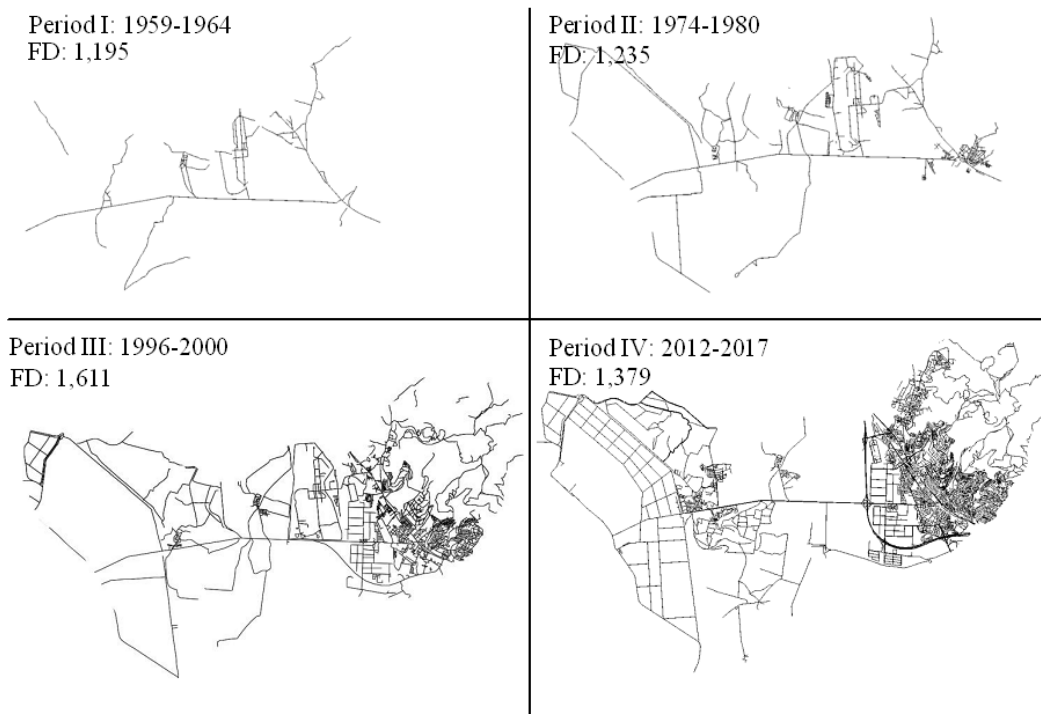 Period I: 1959-1964
FD: 1,195
Period II: 1974-1980
FD: 1,235
Period III: 1996-2000
FD: 1,611
Period IV: 2012-2017
FD: 1,379